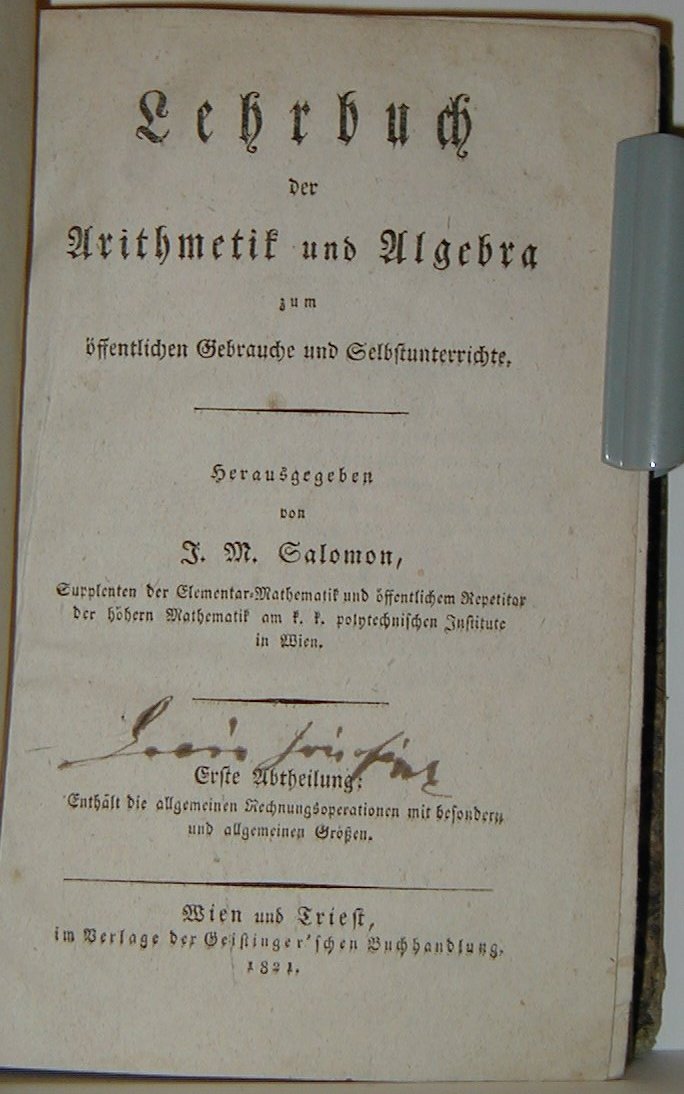 Lehrbuch
der
Arithmetik und Algebra
zum
öffentlichen Gebrauche und Selbstunterrichte.
Herausgegeben
von
J. M. Salomon,
Supplenten der Elementar-Mathematik und öffentlichem Repetitor
der höhern Mathematik am k. k. polytechnischen Institute
in Wien.
Erste Abtheilung:
Enthält die allgemeinen Rechnungsoperationen mit besondern
und allgemeinen Größen.
Wien und Triest,
im Verlage der Geistinger'schen Buchhandlung.
1821.